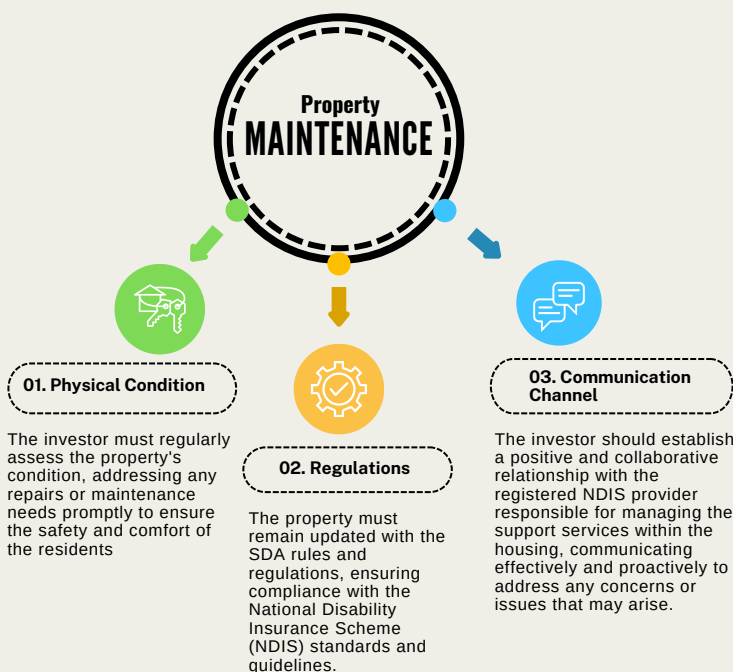 Property
MAINTENANCE
01. Physical Condition
The investor must regularly
assess the property's
condition, addressing any
repairs or maintenance
needs promptly to ensure
the safety and comfort of
the residents
02. Regulations
The property must
remain updated with the
SDA rules and
regulations, ensuring
compliance with the
National Disability
Insurance Scheme
(NDIS) standards and
guidelines.
03. Communication
Channel
The investor should establish
a positive and collaborative
relationship with the
registered NDIS provider
responsible for managing the
support services within the
housing, communicating
effectively and proactively to
address any concerns or
issues that may arise.